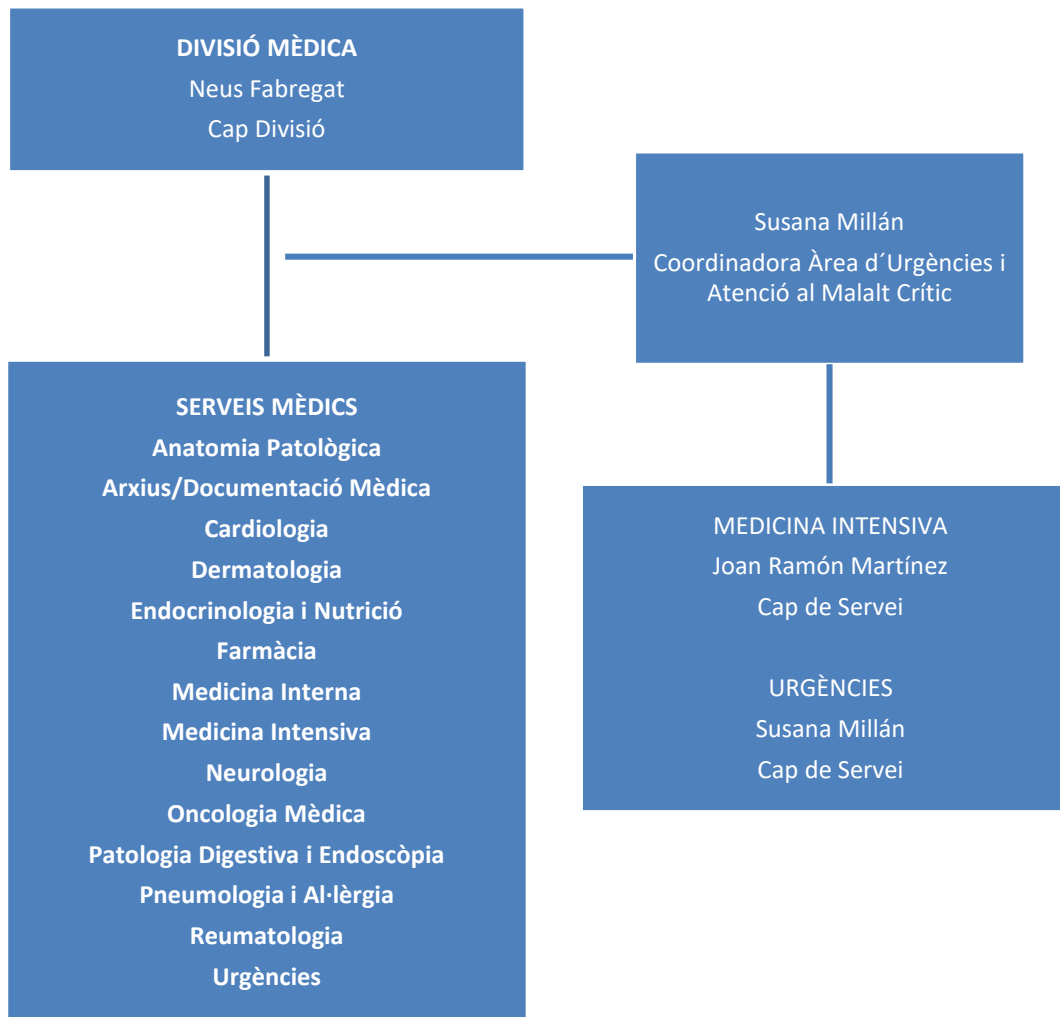 DIVISIÓ MÈDICA
Neus Fabregat
Cap Divisió
Susana Millán
Coordinadora Àrea d´Urgències i
Atenció al Malalt Crític
SERVEIS MÈDICS
Anatomia Patològica
Arxius/Documentació Mèdica
Cardiologia
Dermatologia
Endocrinologia i Nutrició
Farmàcia
Medicina Interna
Medicina Intensiva
Neurologia
Oncologia Mèdica
Patologia Digestiva i Endoscòpia
Pneumologia i Al·lèrgia
Reumatologia
Urgències
MEDICINA INTENSIVA
Joan Ramón Martínez
Cap de Servei
URGÈNCIES
Susana Millán
Cap de Servei